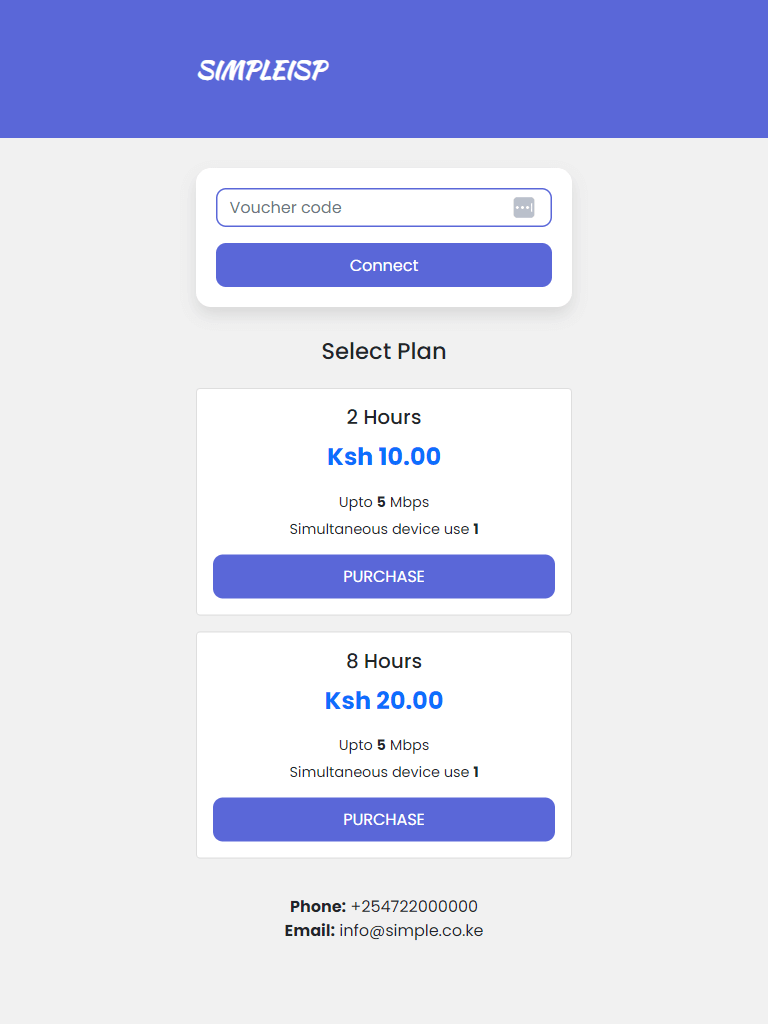 SIMPLEISP
Voucher code
Connect
Select Plan
2 Hours
Ksh 10.00
Upto 5 Mbps
Simultaneous device use 1
PURCHASE
8 Hours
Ksh 20.00
Upto 5 Mbps
Simultaneous device use 1
PURCHASE
Phone: +254722000000
Email: info@simple.co.ke